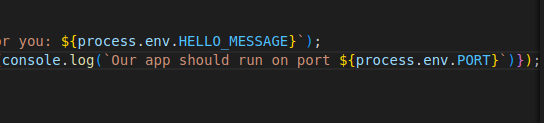 or you: ${process.env.HELLO_MESSAGE}`);
console.log(`Our app should run on port ${process.env.PORT}`)});